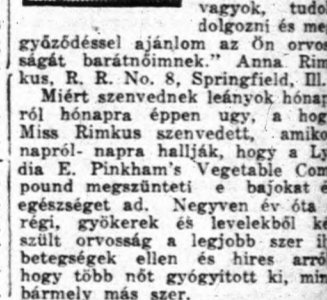 vagyok, tudo
dolgozni és me
győződéssel ajánlom az Ön orvos
ságát barátnőimnek." Anna Rim
kus, R. R. No. 8, Springfield, Ill.
Miért szenvednek leányok hóna
ról hónapra éppen ugy, a hog
Miss Rimkus szenvedett, amiko
napról- napra hallják, hogy a Ly
dia E. Pinkham's Vegetable Com
pound megszünteti e bajokat é
egészséget ad. Negyven év óta
régi, gyökerek és levelekből ké
szült orvosság a legjobb szer il
betegségek ellen és hires arró
hogy több nőt gyógyitott ki, min
bármely más szer.